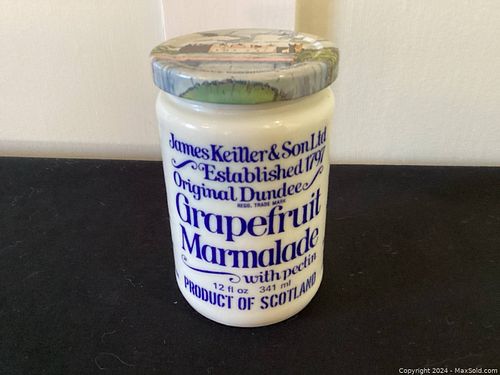 James Keiller & Son Ltd
Established 1797
Original Dundee
REGD. TRADE MARK
Grapefruit
Marmalade
with pectin
12 fl oz 341 ml
PRODUCT OF SCOTLAND
Copyright 2024 - MaxSold.com